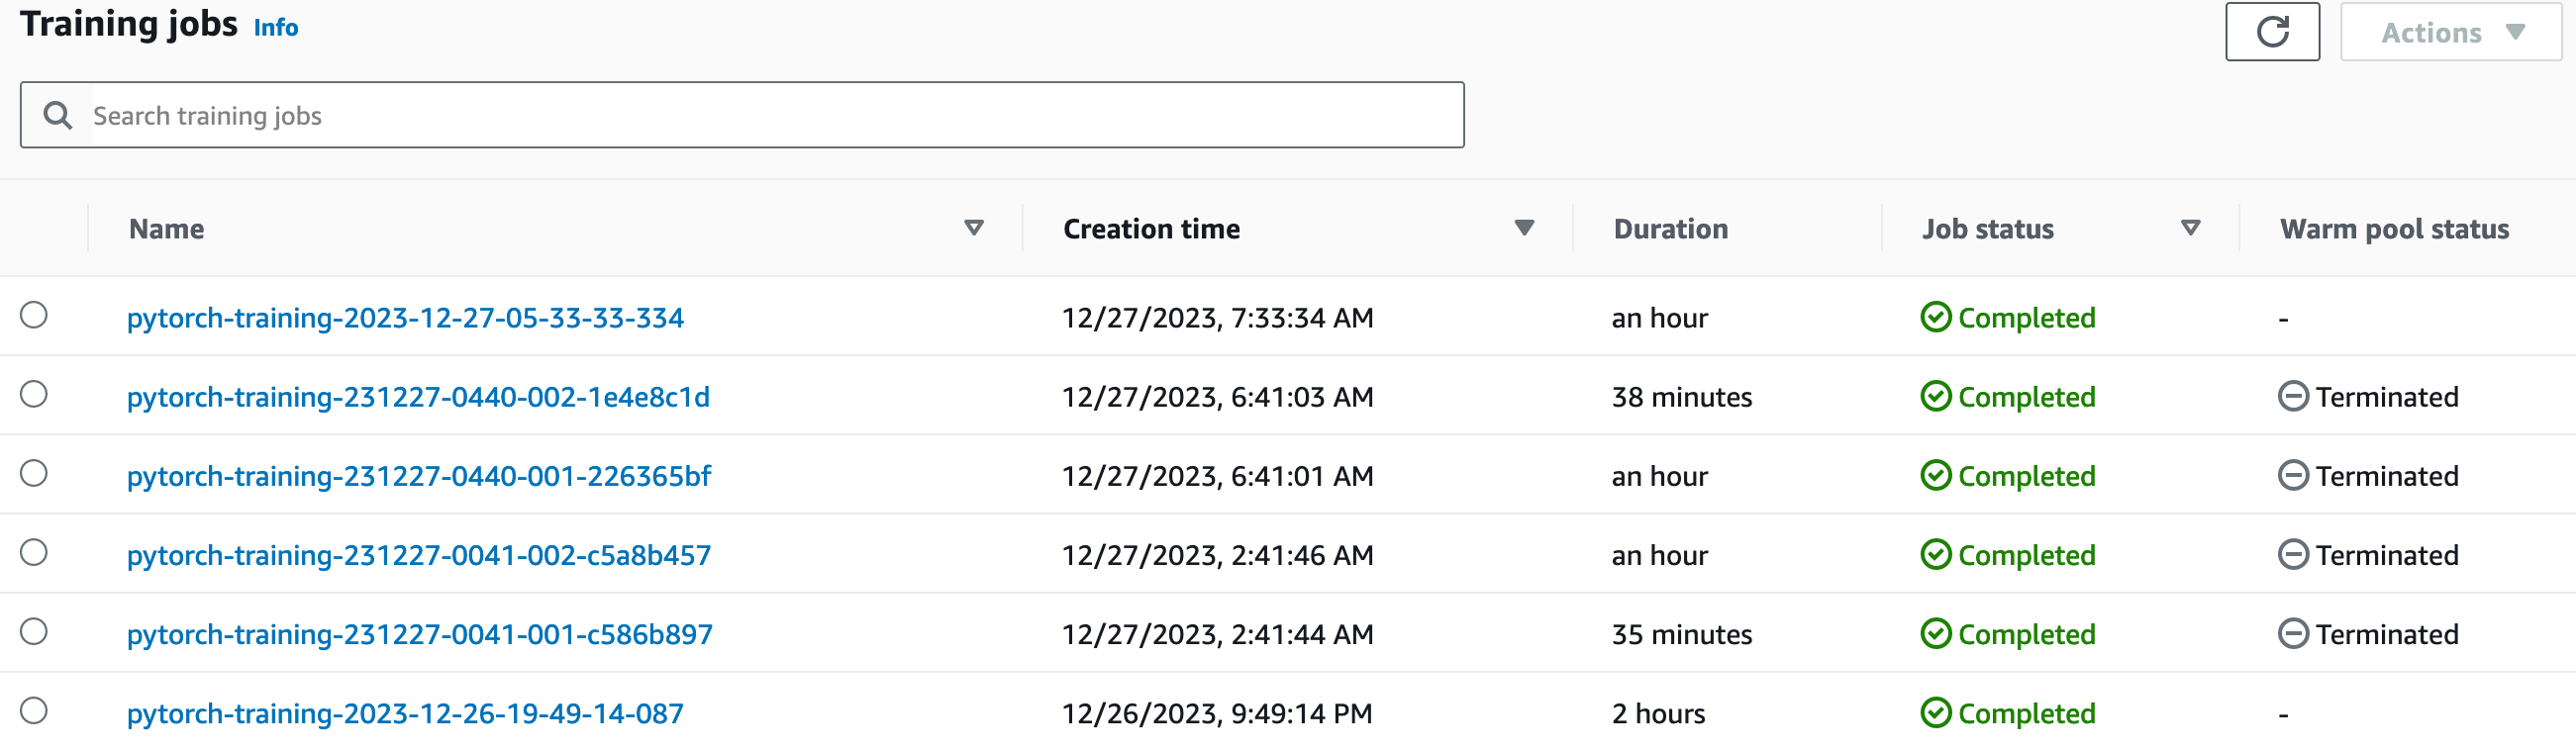 Training jobs Info
Actions
Search training jobs
Name Creation time Duration Job status Warm pool status
pytorch-training-2023-12-27-05-33-33-334 12/27/2023, 7:33:34 AM an hour Completed -
pytorch-training-231227-0440-002-1e4e8c1d 12/27/2023, 6:41:03 AM 38 minutes Completed Terminated
pytorch-training-231227-0440-001-226365bf 12/27/2023, 6:41:01 AM an hour Completed Terminated
pytorch-training-231227-0041-002-c5a8b457 12/27/2023, 2:41:46 AM an hour Completed Terminated
pytorch-training-231227-0041-001-c586b897 12/27/2023, 2:41:44 AM 35 minutes Completed Terminated
pytorch-training-2023-12-26-19-49-14-087 12/26/2023, 9:49:14 PM 2 hours Completed -